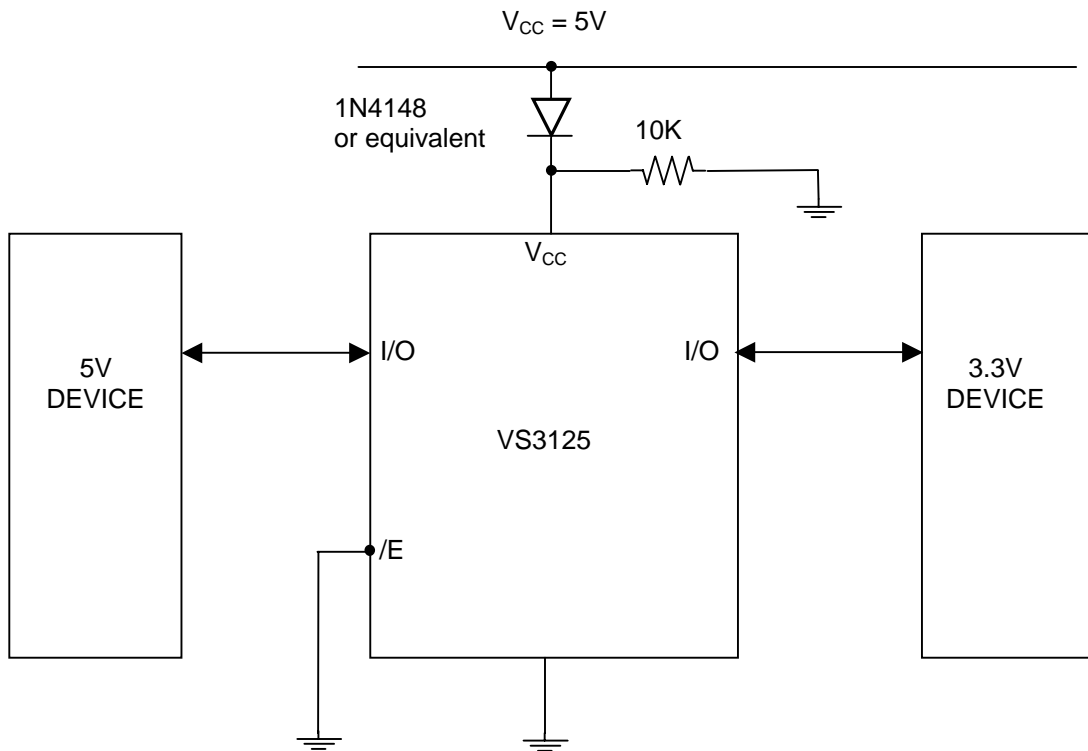 V_CC = 5V
1N4148
or equivalent
10K
V_CC
5V
DEVICE
I/O
I/O
3.3V
DEVICE
VS3125
/E